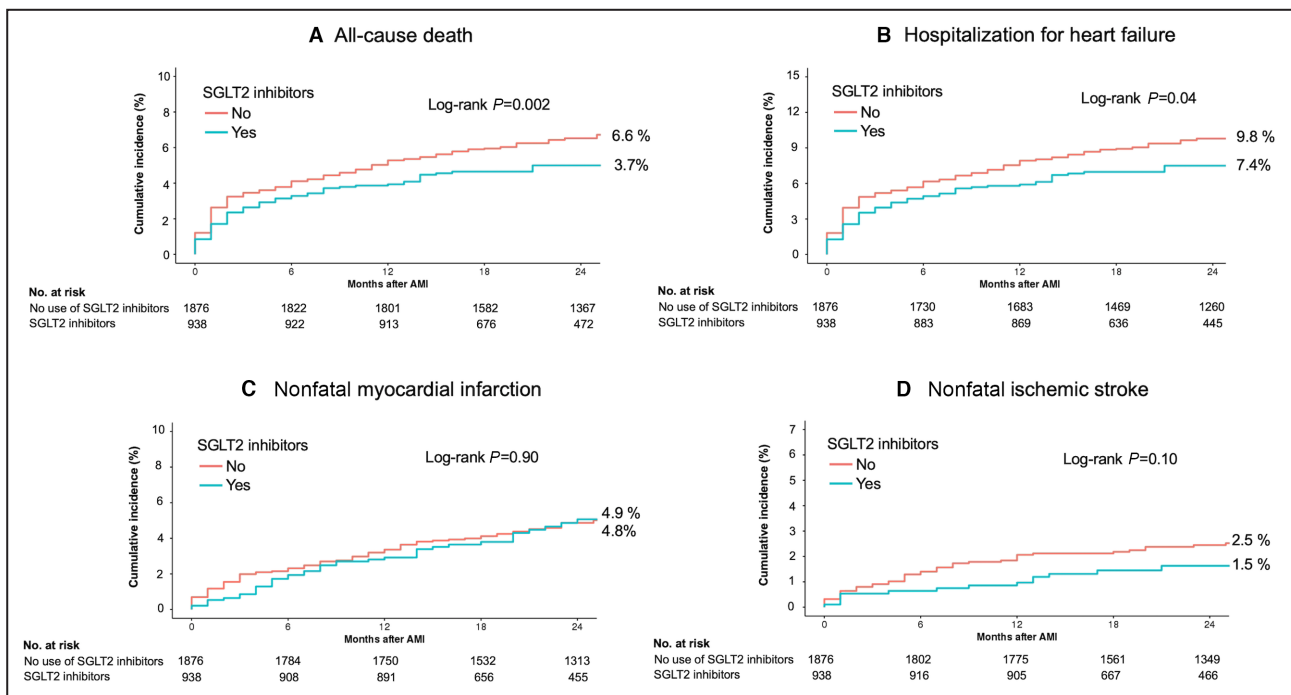 A All-cause death
Cumulative incidence (%)
10
8
6
4
2
0
SGLT2 inhibitors
No
Yes
Log-rank P=0.002
6.6 %
3.7%
0 6 12 18 24
Months after AMI
No. at risk
No use of SGLT2 inhibitors 1876 1822 1801 1582 1367
SGLT2 inhibitors 938 922 913 676 472
B Hospitalization for heart failure
Cumulative incidence (%)
15
12
9
6
3
0
SGLT2 inhibitors
No
Yes
Log-rank P=0.04
9.8 %
7.4%
0 6 12 18 24
Months after AMI
No. at risk
No use of SGLT2 inhibitors 1876 1730 1683 1469 1260
SGLT2 inhibitors 938 883 869 636 445
C Nonfatal myocardial infarction
Cumulative incidence (%)
10
8
6
4
2
0
SGLT2 inhibitors
No
Yes
Log-rank P=0.90
4.9 %
4.8%
0 6 12 18 24
Months after AMI
No. at risk
No use of SGLT2 inhibitors 1876 1784 1750 1532 1313
SGLT2 inhibitors 938 908 891 656 455
D Nonfatal ischemic stroke
Cumulative incidence (%)
7
6
5
4
3
2
1
0
SGLT2 inhibitors
No
Yes
Log-rank P=0.10
2.5 %
1.5 %
0 6 12 18 24
Months after AMI
No. at risk
No use of SGLT2 inhibitors 1876 1802 1775 1561 1349
SGLT2 inhibitors 938 916 905 667 466